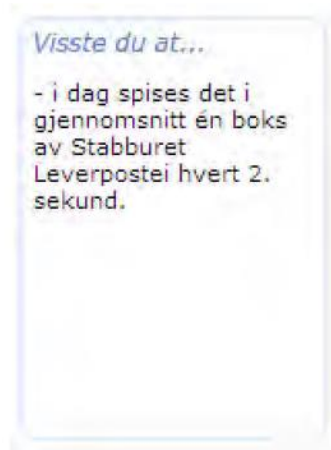 Visste du at...
- i dag spises det i
gjennomsnitt én boks
av Stabburet
Leverpostei hvert 2.
sekund.